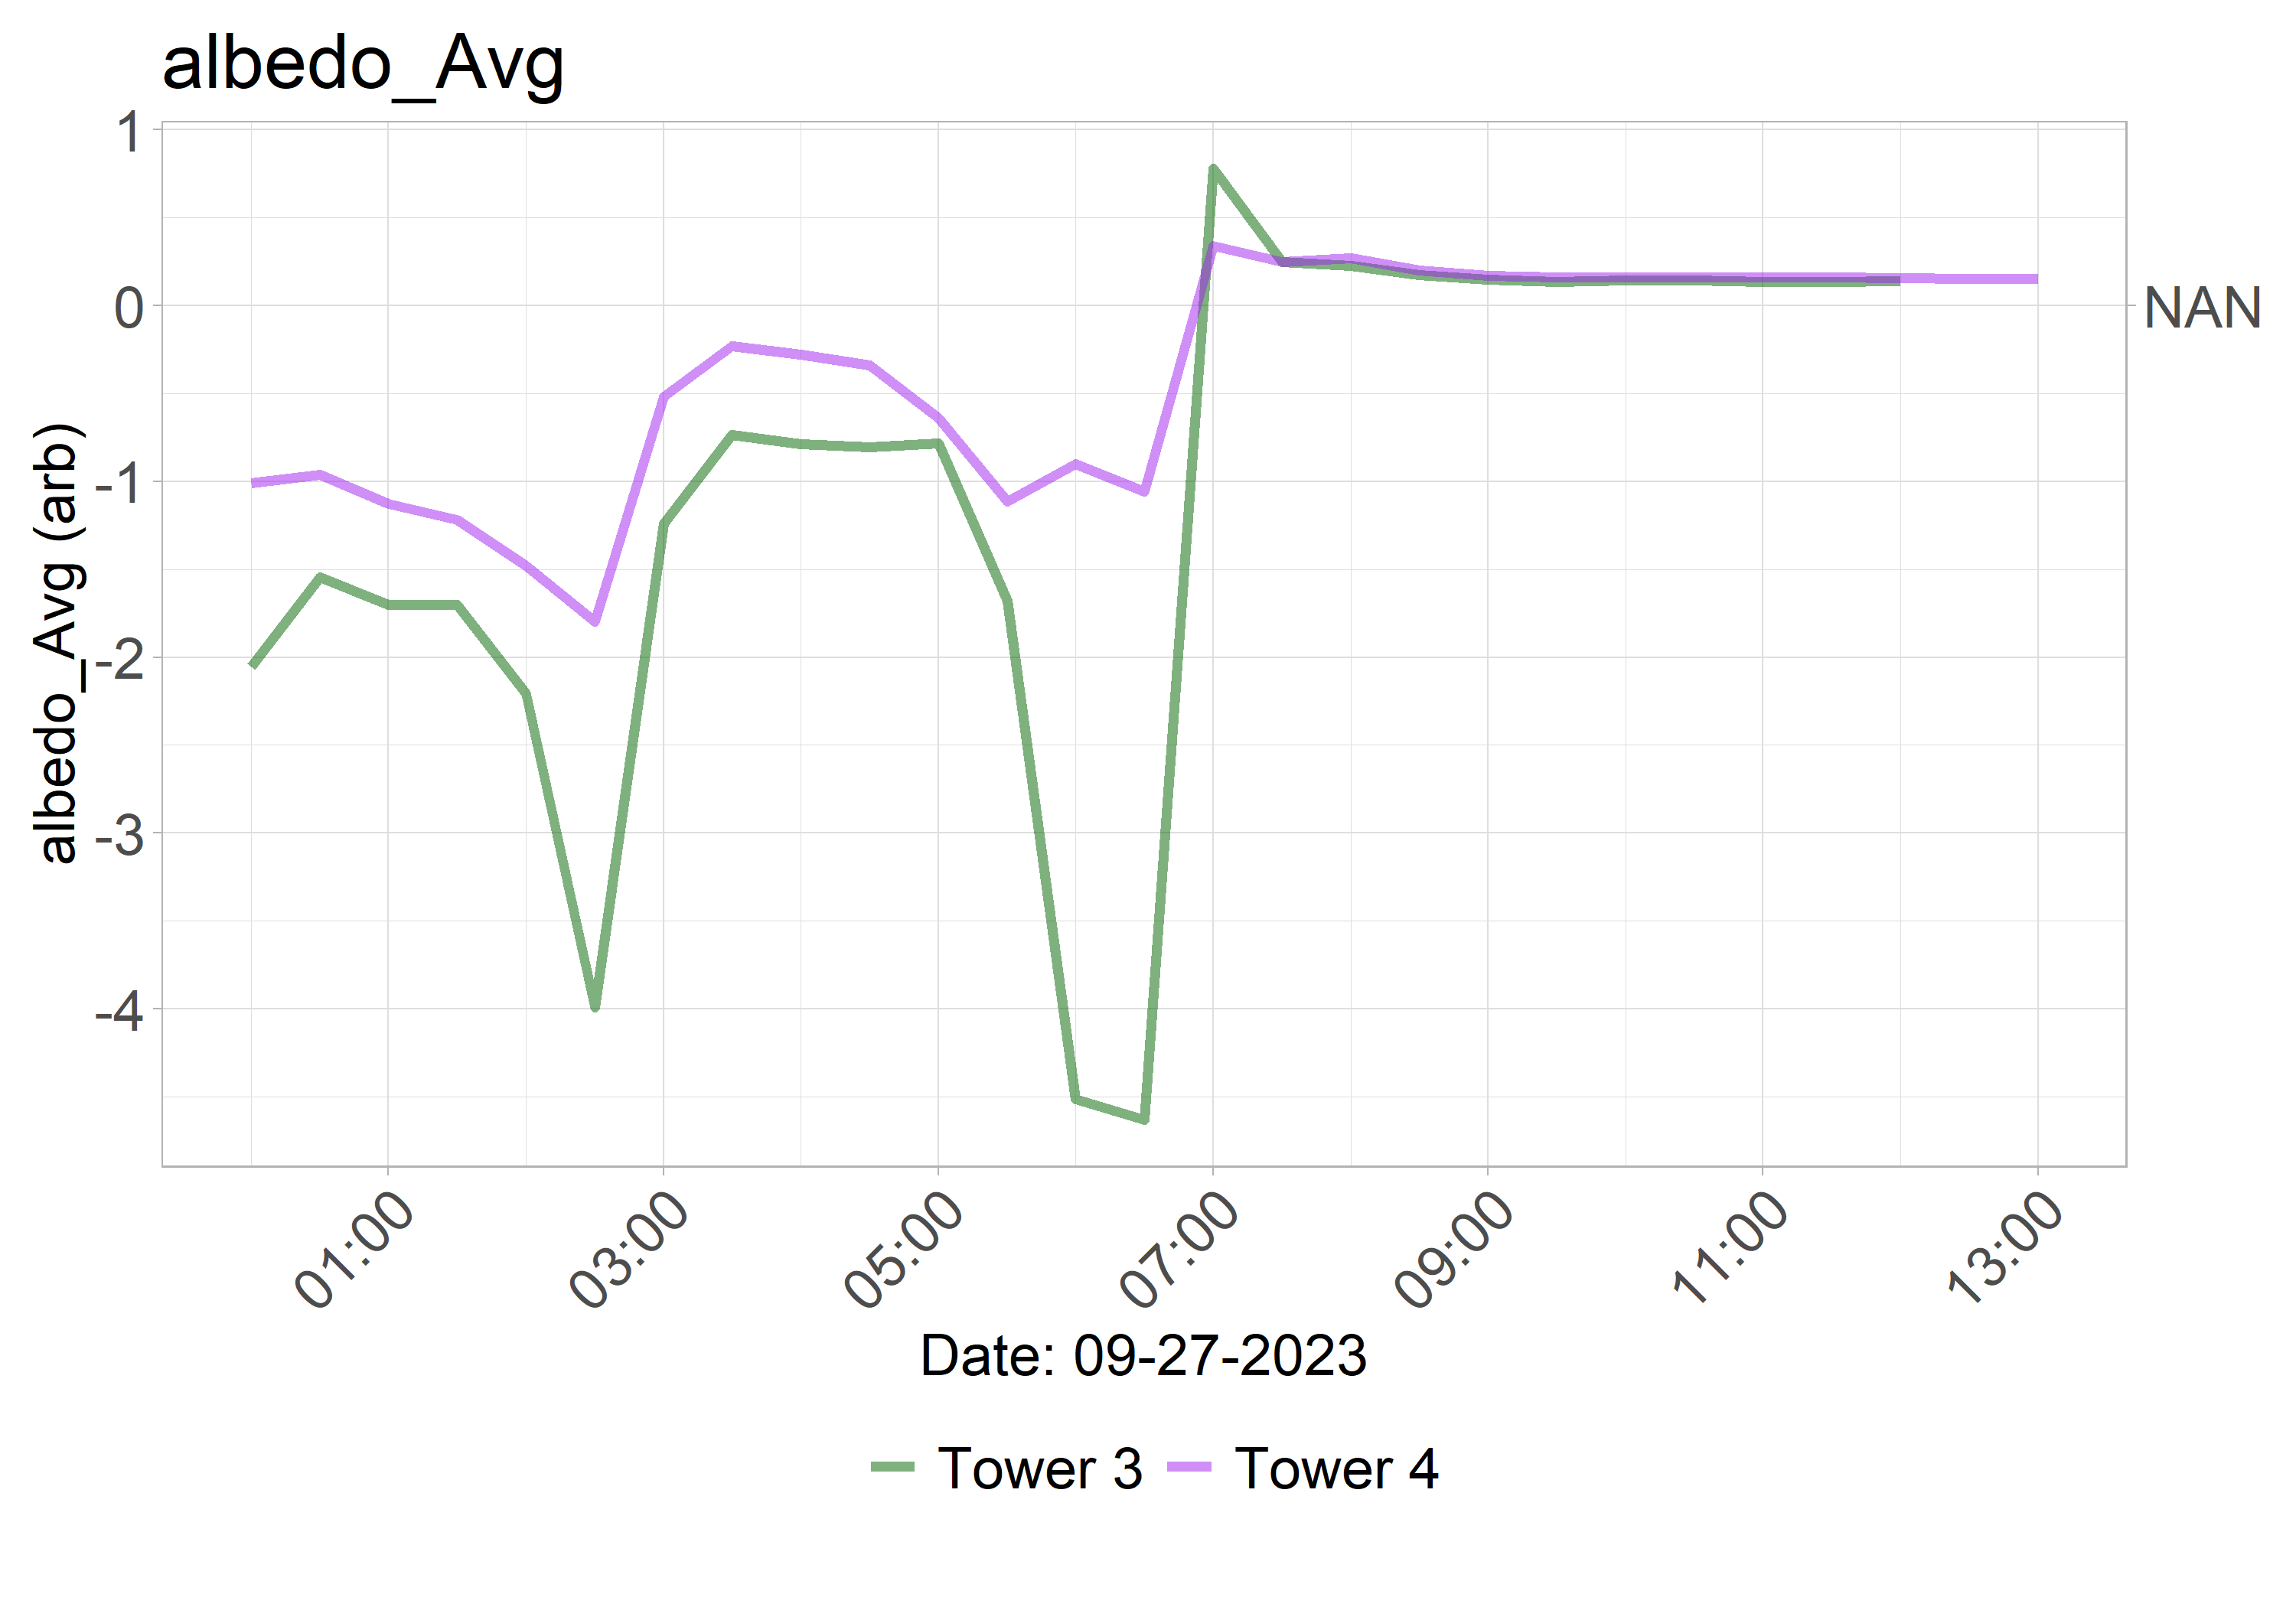 albedo_Avg
albedo_Avg (arb)
1
0
-1
-2
-3
-4
NAN
01:00
03:00
05:00
07:00
09:00
11:00
13:00
Date: 09-27-2023
Tower 3
Tower 4